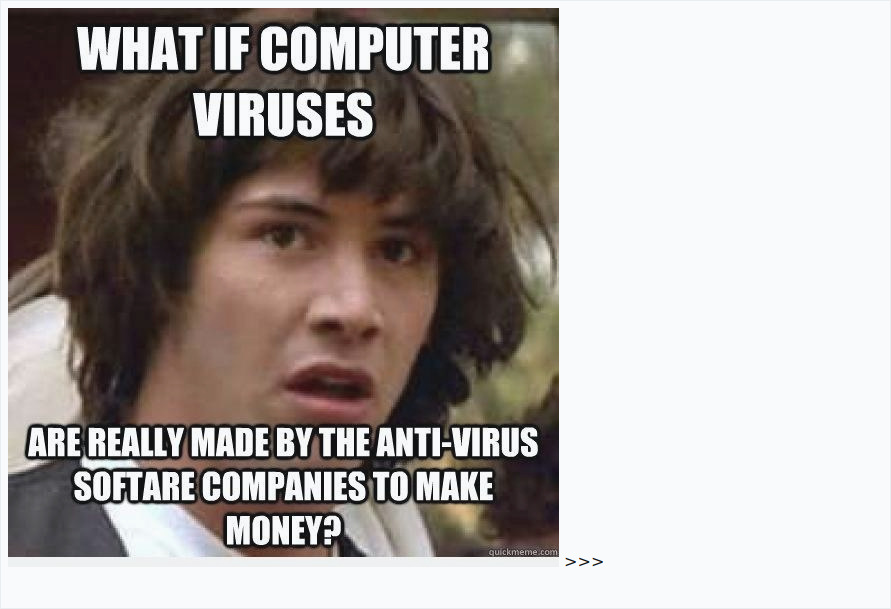 WHAT IF COMPUTER
VIRUSES
ARE REALLY MADE BY THE ANTI-VIRUS
SOFTARE COMPANIES TO MAKE
MONEY?
quickmeme.com
>>>